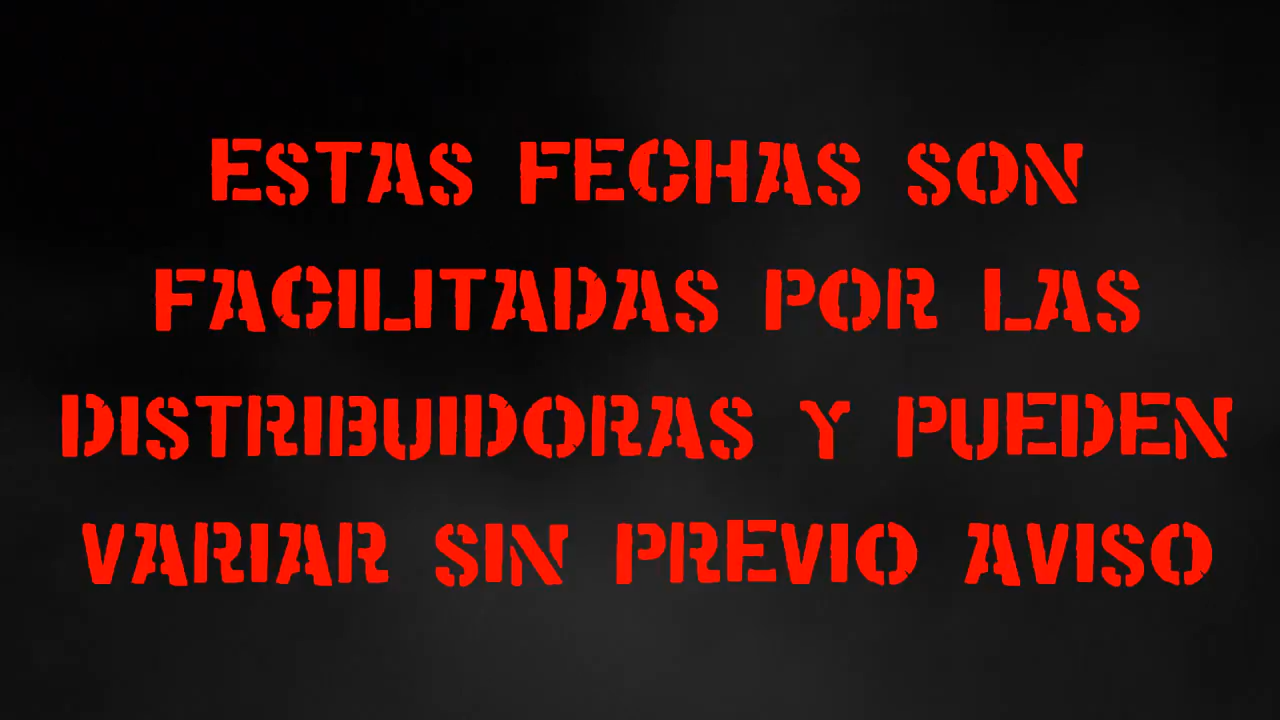 ESTAS FECHAS SON
FACILITADAS POR LAS
DISTRIBUIDORAS Y PUEDEN
VARIAR SIN PREVIO AVISO